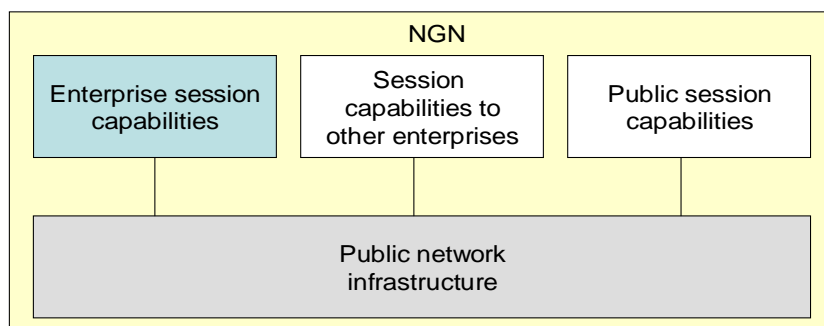 NGN
Enterprise session
capabilities
Session
capabilities to
other enterprises
Public session
capabilities
Public network
infrastructure